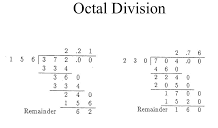 Octal Division
2 .2 1
1 5 6 3 7 2 .0 0
3 3 4
3 6 0
3 3 4
2 4 0
1 5 6
Remainder 6 2
2 .7 6
2 3 0 7 0 4 .0 0
4 6 0
2 2 4 0
2 0 5 0
1 7 0 0
1 5 2 0
Remainder 1 6 0